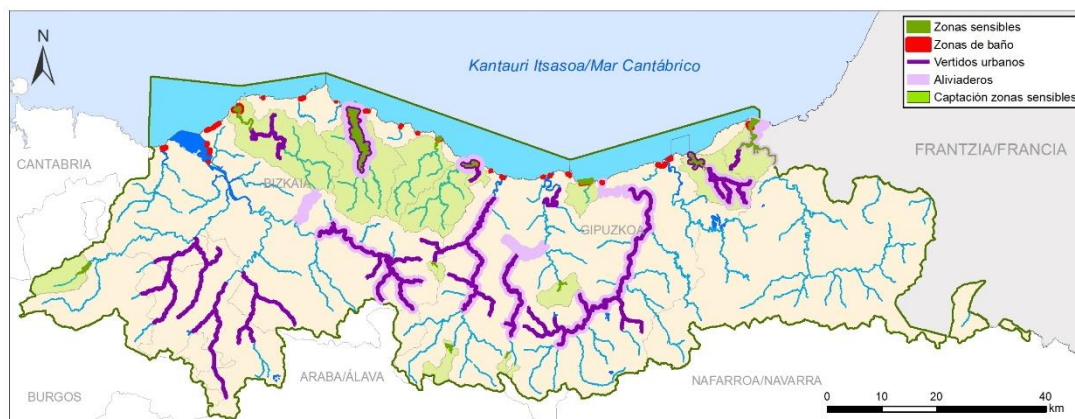 N
Kantauri Itsasoa/Mar Cantábrico
Zonas sensibles
Zonas de baño
Vertidos urbanos
Aliviaderos
Captación zonas sensibles
CANTABRIA
FRANTZIA/FRANCIA
BIZKAIA
GIPUZKOA
ARABA/ÁLAVA
NAFARROA/NAVARRA
BURGOS
0 10 20 40
km